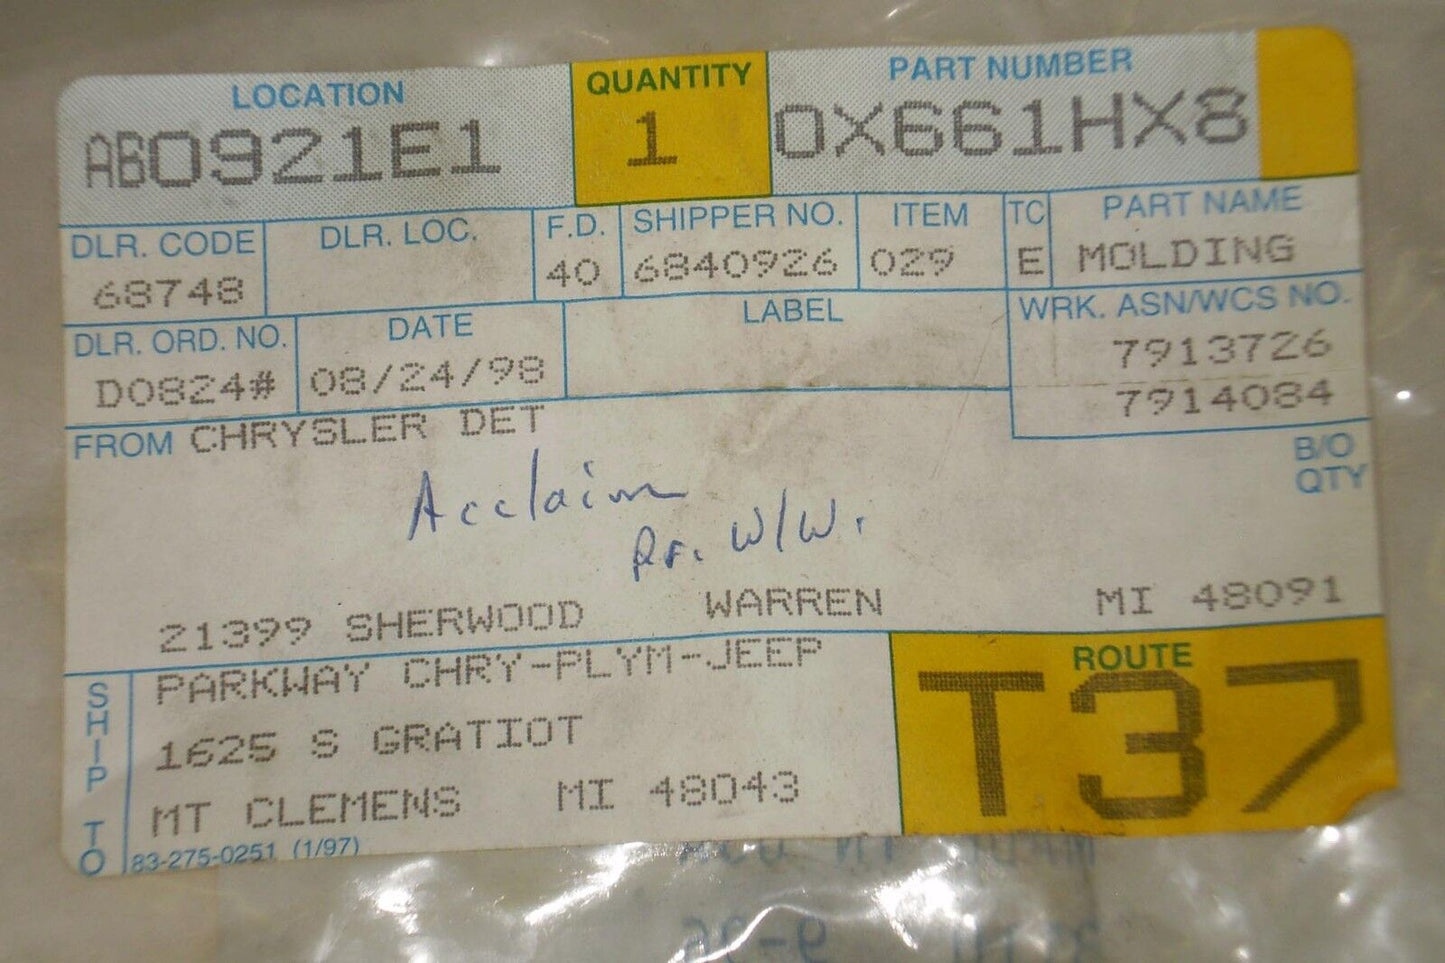 LOCATION QUANTITY PART NUMBER
AB0921E1 1 0X661HX8
DLR. CODE DLR. LOC. F.D. SHIPPER NO. ITEM TC PART NAME
68748 40 6840926 029 E MOLDING
DLR. ORD. NO. DATE LABEL WRK. ASN/WCS NO.
D0824# 08/24/98 7913726
7914084
FROM CHRYSLER DET
B/O
QTY
Acclaim
Rr. W/W.
21399 SHERWOOD WARREN MI 48091
SHIP TO
PARKWAY CHRY-PLYM-JEEP
1625 S GRATIOT
MT CLEMENS MI 48043
ROUTE
T37
83-275-0251 (1/97)
9-96